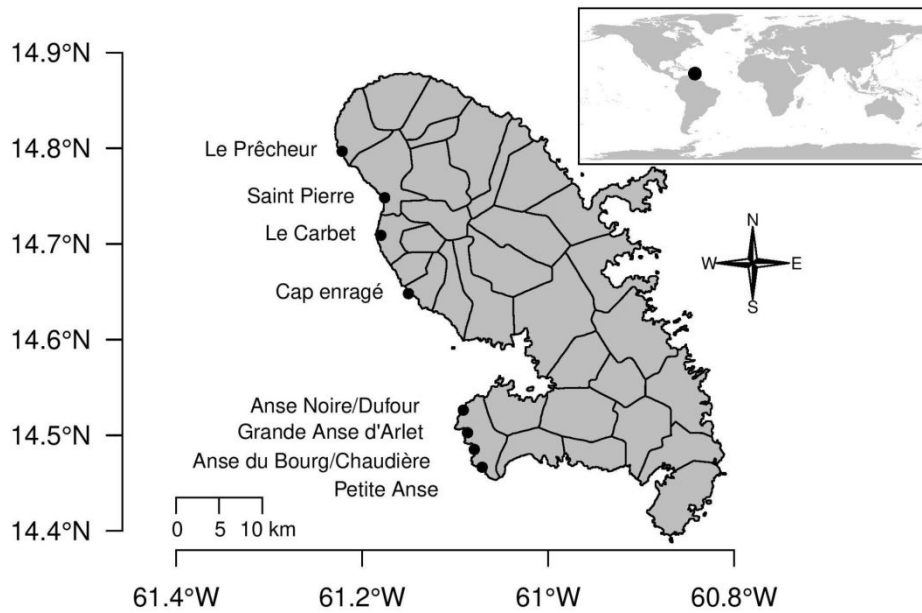 14.9°N
14.8°N
14.7°N
14.6°N
14.5°N
14.4°N
Le Prêcheur
Saint Pierre
Le Carbet
Cap enragé
Anse Noire/Dufour
Grande Anse d'Arlet
Anse du Bourg/Chaudière
Petite Anse
N
W E
S
0 5 10 km
61.4°W 61.2°W 61°W 60.8°W